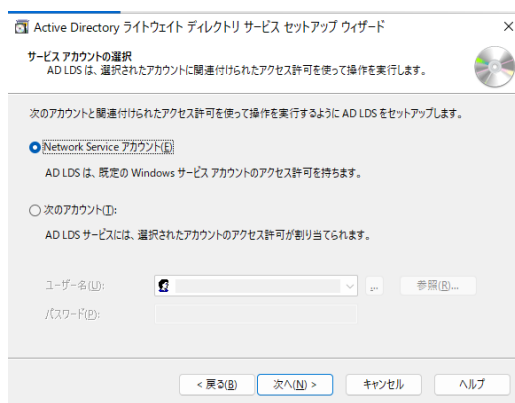 Active Directory ライトウェイト ディレクトリ サービス セットアップ ウィザード
サービス アカウントの選択
AD LDS は、選択されたアカウントに関連付けられたアクセス許可を使って操作を実行します。
次のアカウントと関連付けられたアクセス許可を使って操作を実行するように AD LDS をセットアップします。
Network Service アカウント(E)
AD LDS は、既定の Windows サービス アカウントのアクセス許可を持ちます。
次のアカウント(T):
AD LDS サービスには、選択されたアカウントのアクセス許可が割り当てられます。
ユーザー名(U):
... 参照(R)...
パスワード(P):
< 戻る(B) 次へ(N) > キャンセル ヘルプ